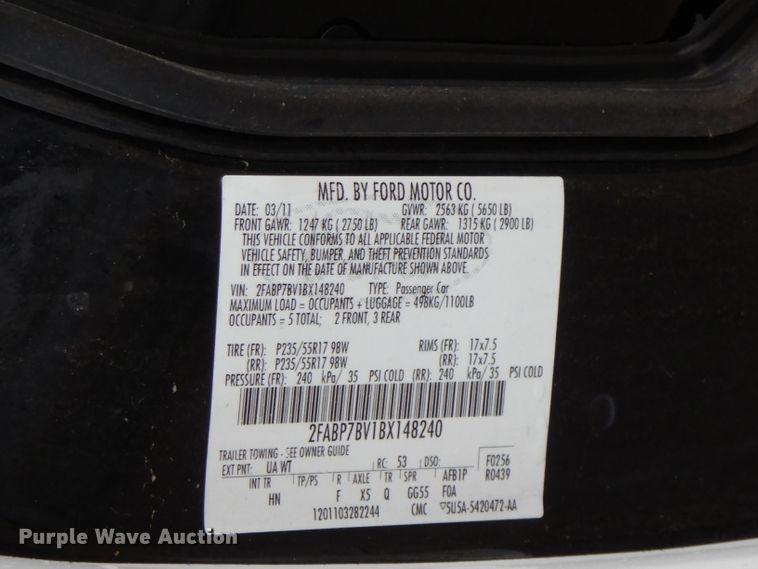 MFD. BY FORD MOTOR CO.
DATE: 03/11 GVWR: 2563 KG ( 5650 LB)
FRONT GAWR: 1247 KG ( 2750 LB) REAR GAWR: 1315 KG ( 2900 LB)
THIS VEHICLE CONFORMS TO ALL APPLICABLE FEDERAL MOTOR
VEHICLE SAFETY, BUMPER, AND THEFT PREVENTION STANDARDS
IN EFFECT ON THE DATE OF MANUFACTURE SHOWN ABOVE.
VIN: 2FABP7BV1BX148240 TYPE: Passenger Car
MAXIMUM LOAD = OCCUPANTS + LUGGAGE = 498KG/1100LB
OCCUPANTS = 5 TOTAL; 2 FRONT, 3 REAR
TIRE (FR): P235/55R17 98W RIMS (FR): 17x7.5
(RR): P235/55R17 98W (RR): 17x7.5
PRESSURE (FR): 240 kPa/ 35 PSI COLD (RR): 240 kPa/ 35 PSI COLD
2FABP7BV1BX148240
TRAILER TOWING - SEE OWNER GUIDE
EXT PNT: UA WT RC: 53 DSO: F0256
INT TR TP/PS R AXLE TR SPR AFB1P R0439
HN F X5 Q GG55 FOA
1201103282244 CMC ▽5U5A-5420472-AA
Purple Wave Auction